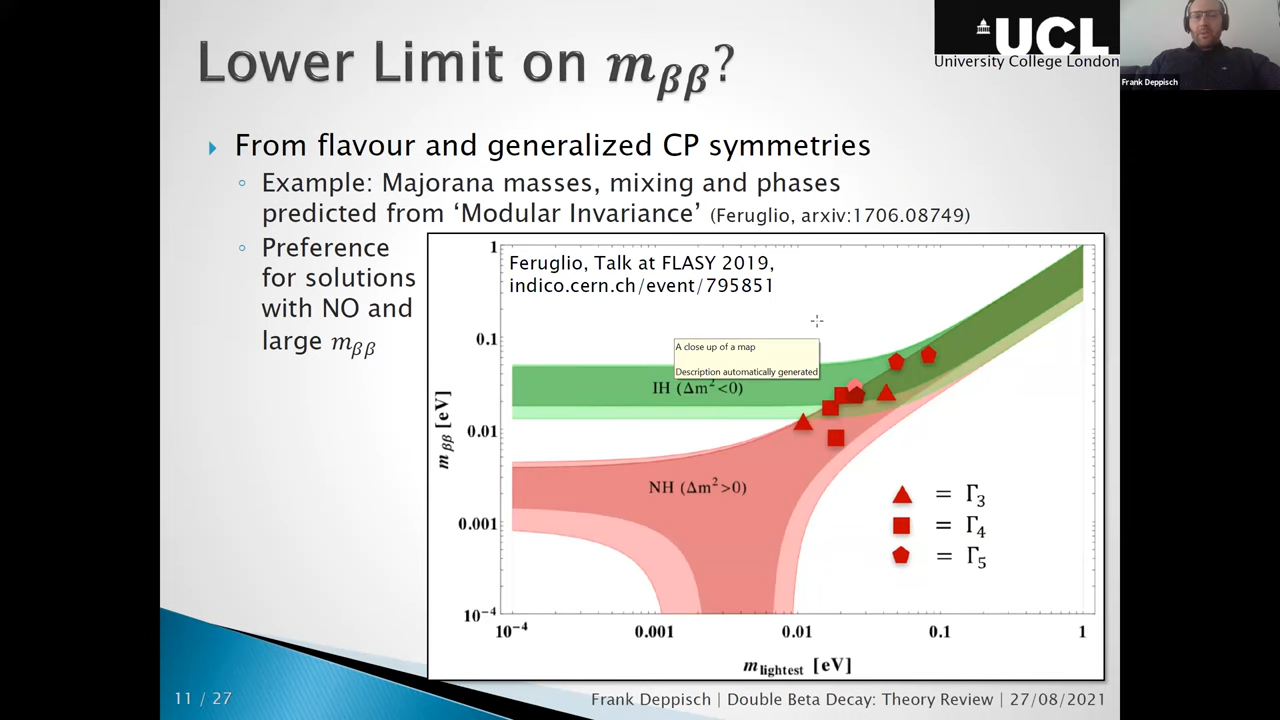 Lower Limit on mββ?
UCL
University College London
Frank Deppisch
From flavour and generalized CP symmetries
Example: Majorana masses, mixing and phases
predicted from ‘Modular Invariance’ (Feruglio, arxiv:1706.08749)
Preference
for solutions
with NO and
large mββ
Feruglio, Talk at FLASY 2019,
indico.cern.ch/event/795851
A close up of a map
Description automatically generated
IH (Δm²<0)
NH (Δm²>0)
= Γ3
= Γ4
= Γ5
mββ [eV]
1
0.1
0.01
0.001
10⁻⁴
10⁻⁴ 0.001 0.01 0.1 1
mlightest [eV]
11 / 27
Frank Deppisch | Double Beta Decay: Theory Review | 27/08/2021